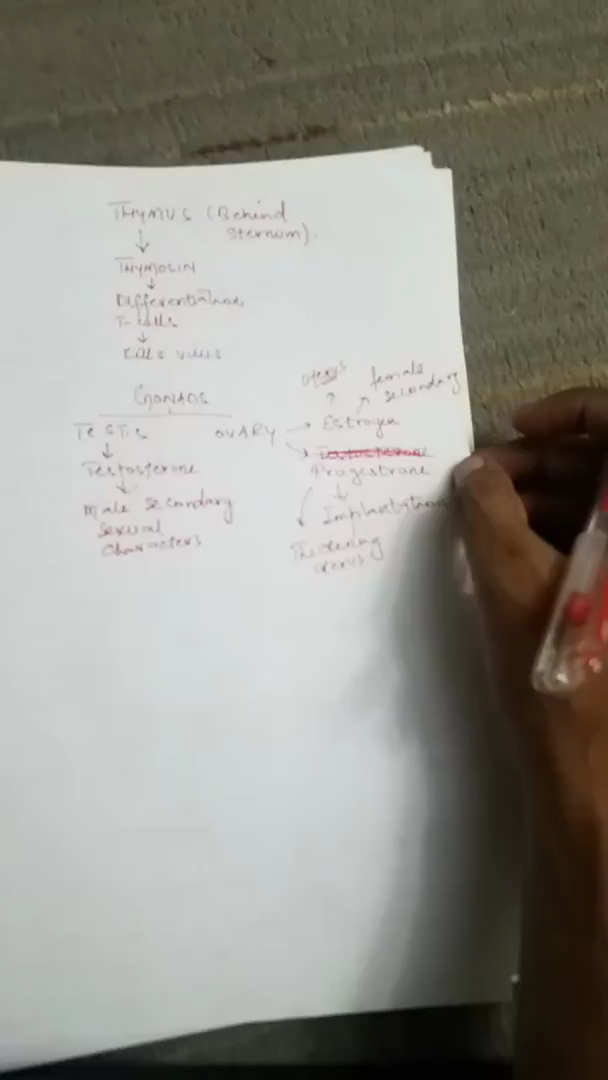 THYMUS (Behind
Sternum).
THYMOSIN
Differentiation
T-cells
Kills virus
GONADS
TESTIS
Testosterone
Male Secondary
Sexual
Characters
OVARY
female
secondary
Estrogen
Testosterone
Progestrone
Implantation
Thickening
uterus